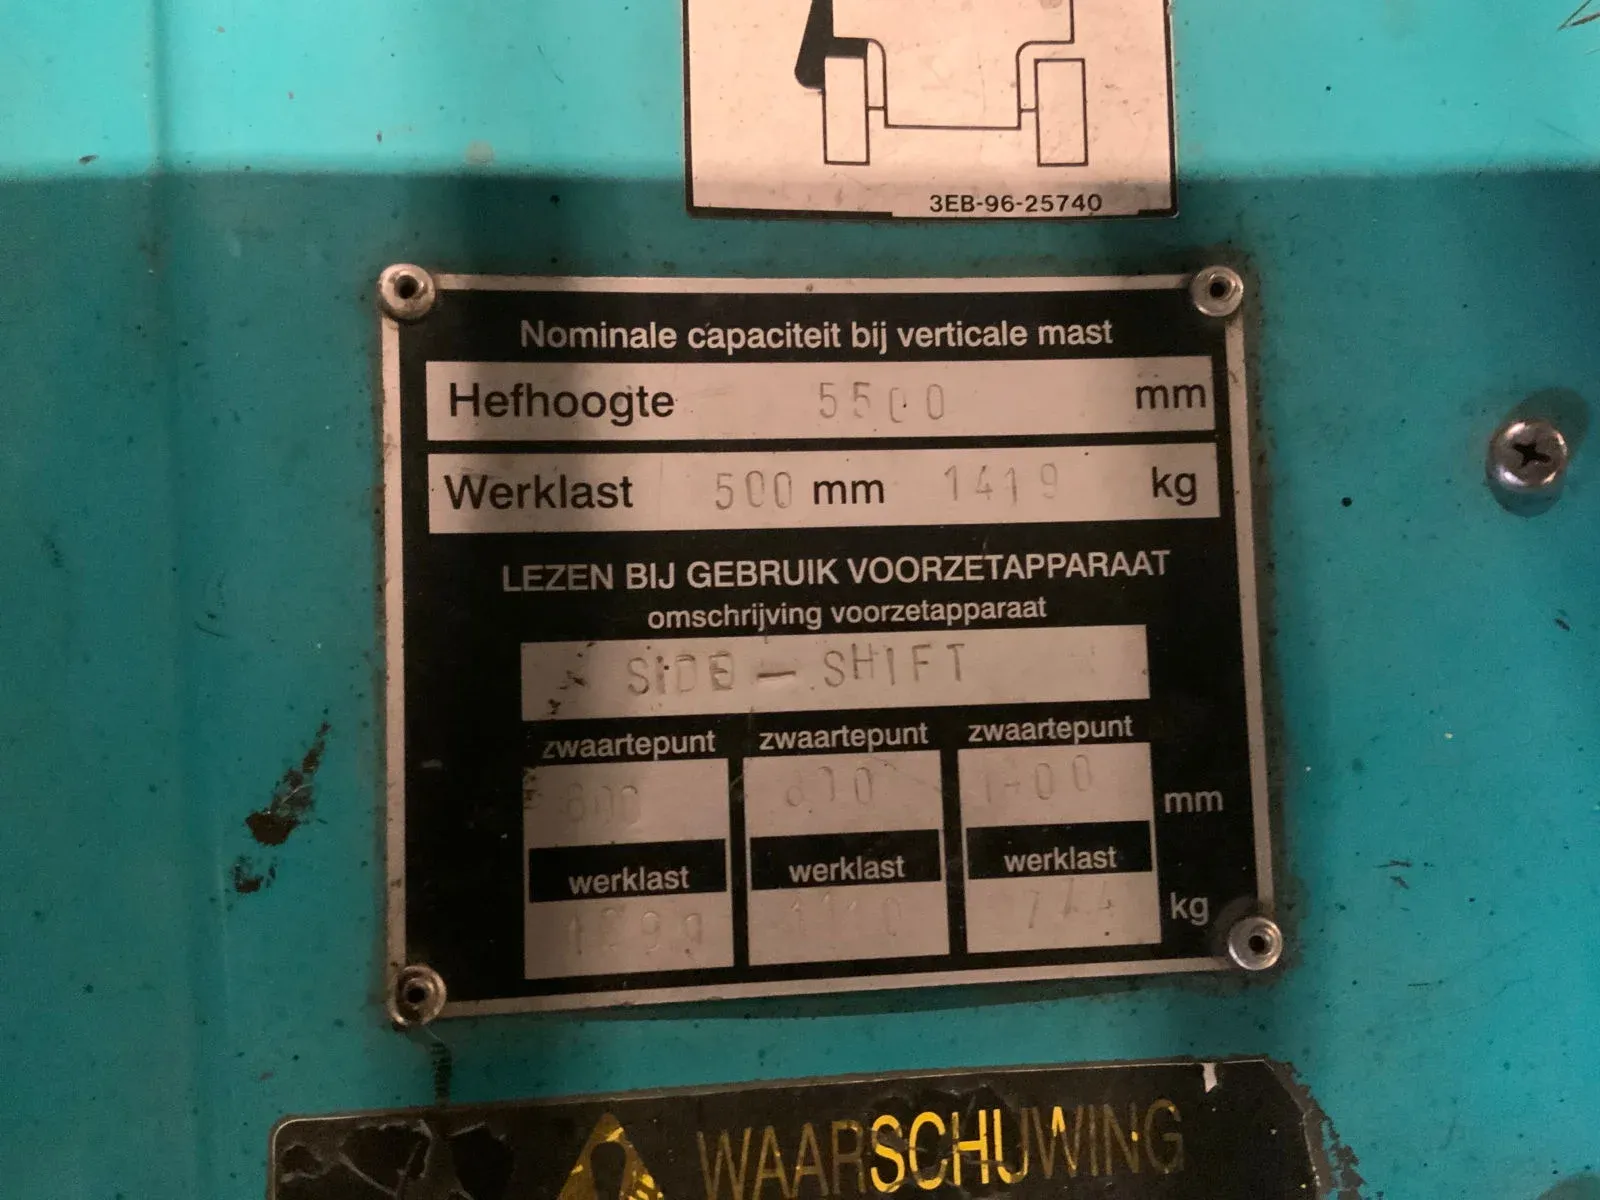 3EB-96-25740
Nominale capaciteit bij verticale mast
Hefhoogte 5500 mm
Werklast 500 mm 1419 kg
LEZEN BIJ GEBRUIK VOORZETAPPARAAT
omschrijving voorzetapparaat
SIDE - SHIFT
zwaartepunt zwaartepunt zwaartepunt
600 mm
werklast werklast werklast
kg
WAARSCHUWING